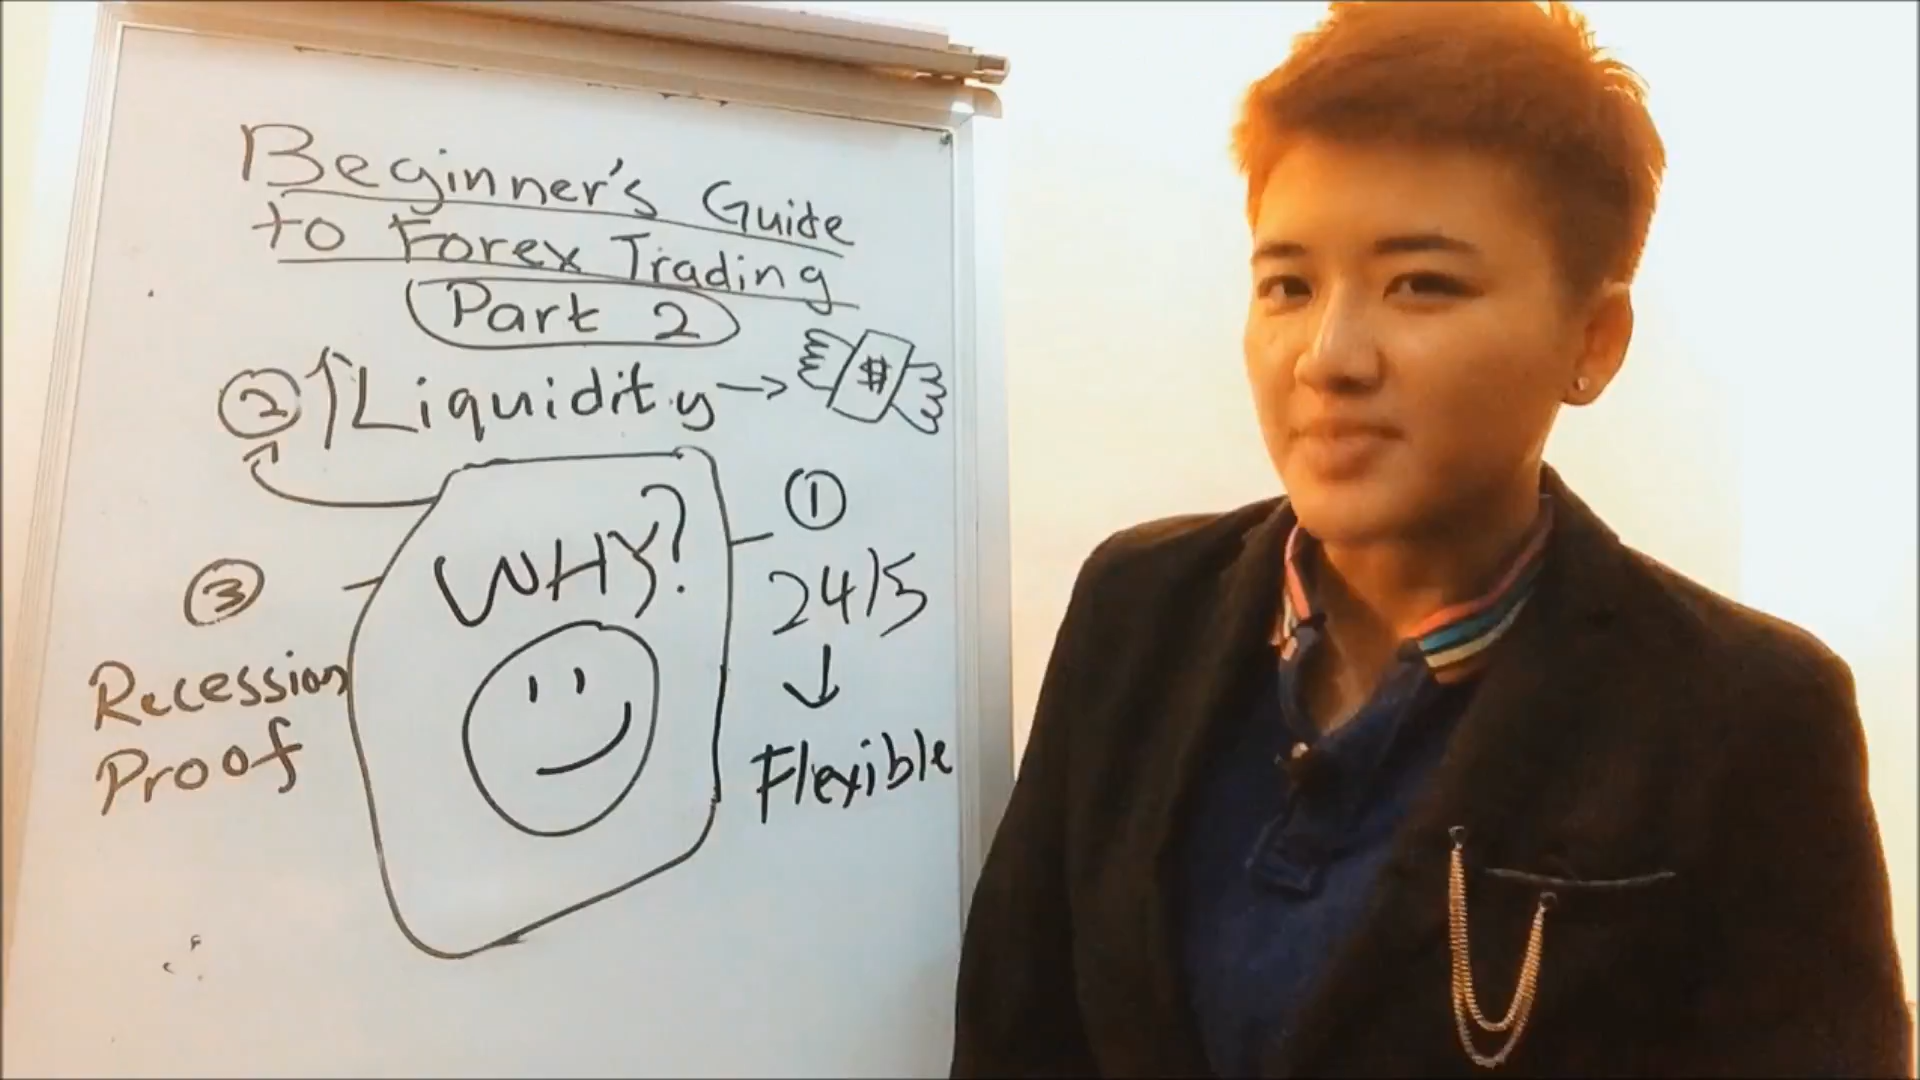 Beginner's Guide
to Forex Trading
Part 2
② ↑ Liquidity → $
WHY?
①
24/5
↓
Flexible
③
Recession
Proof